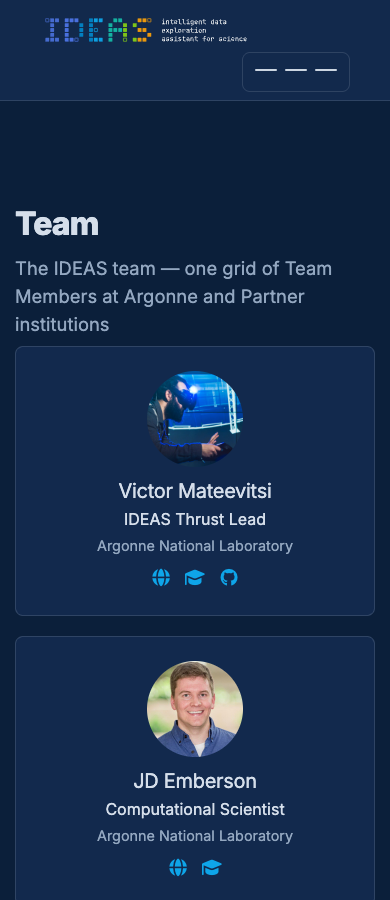 IDEAS
intelligent data
exploration
assistant for science
Team
The IDEAS team — one grid of Team
Members at Argonne and Partner
institutions
Victor Mateevitsi
IDEAS Thrust Lead
Argonne National Laboratory
JD Emberson
Computational Scientist
Argonne National Laboratory